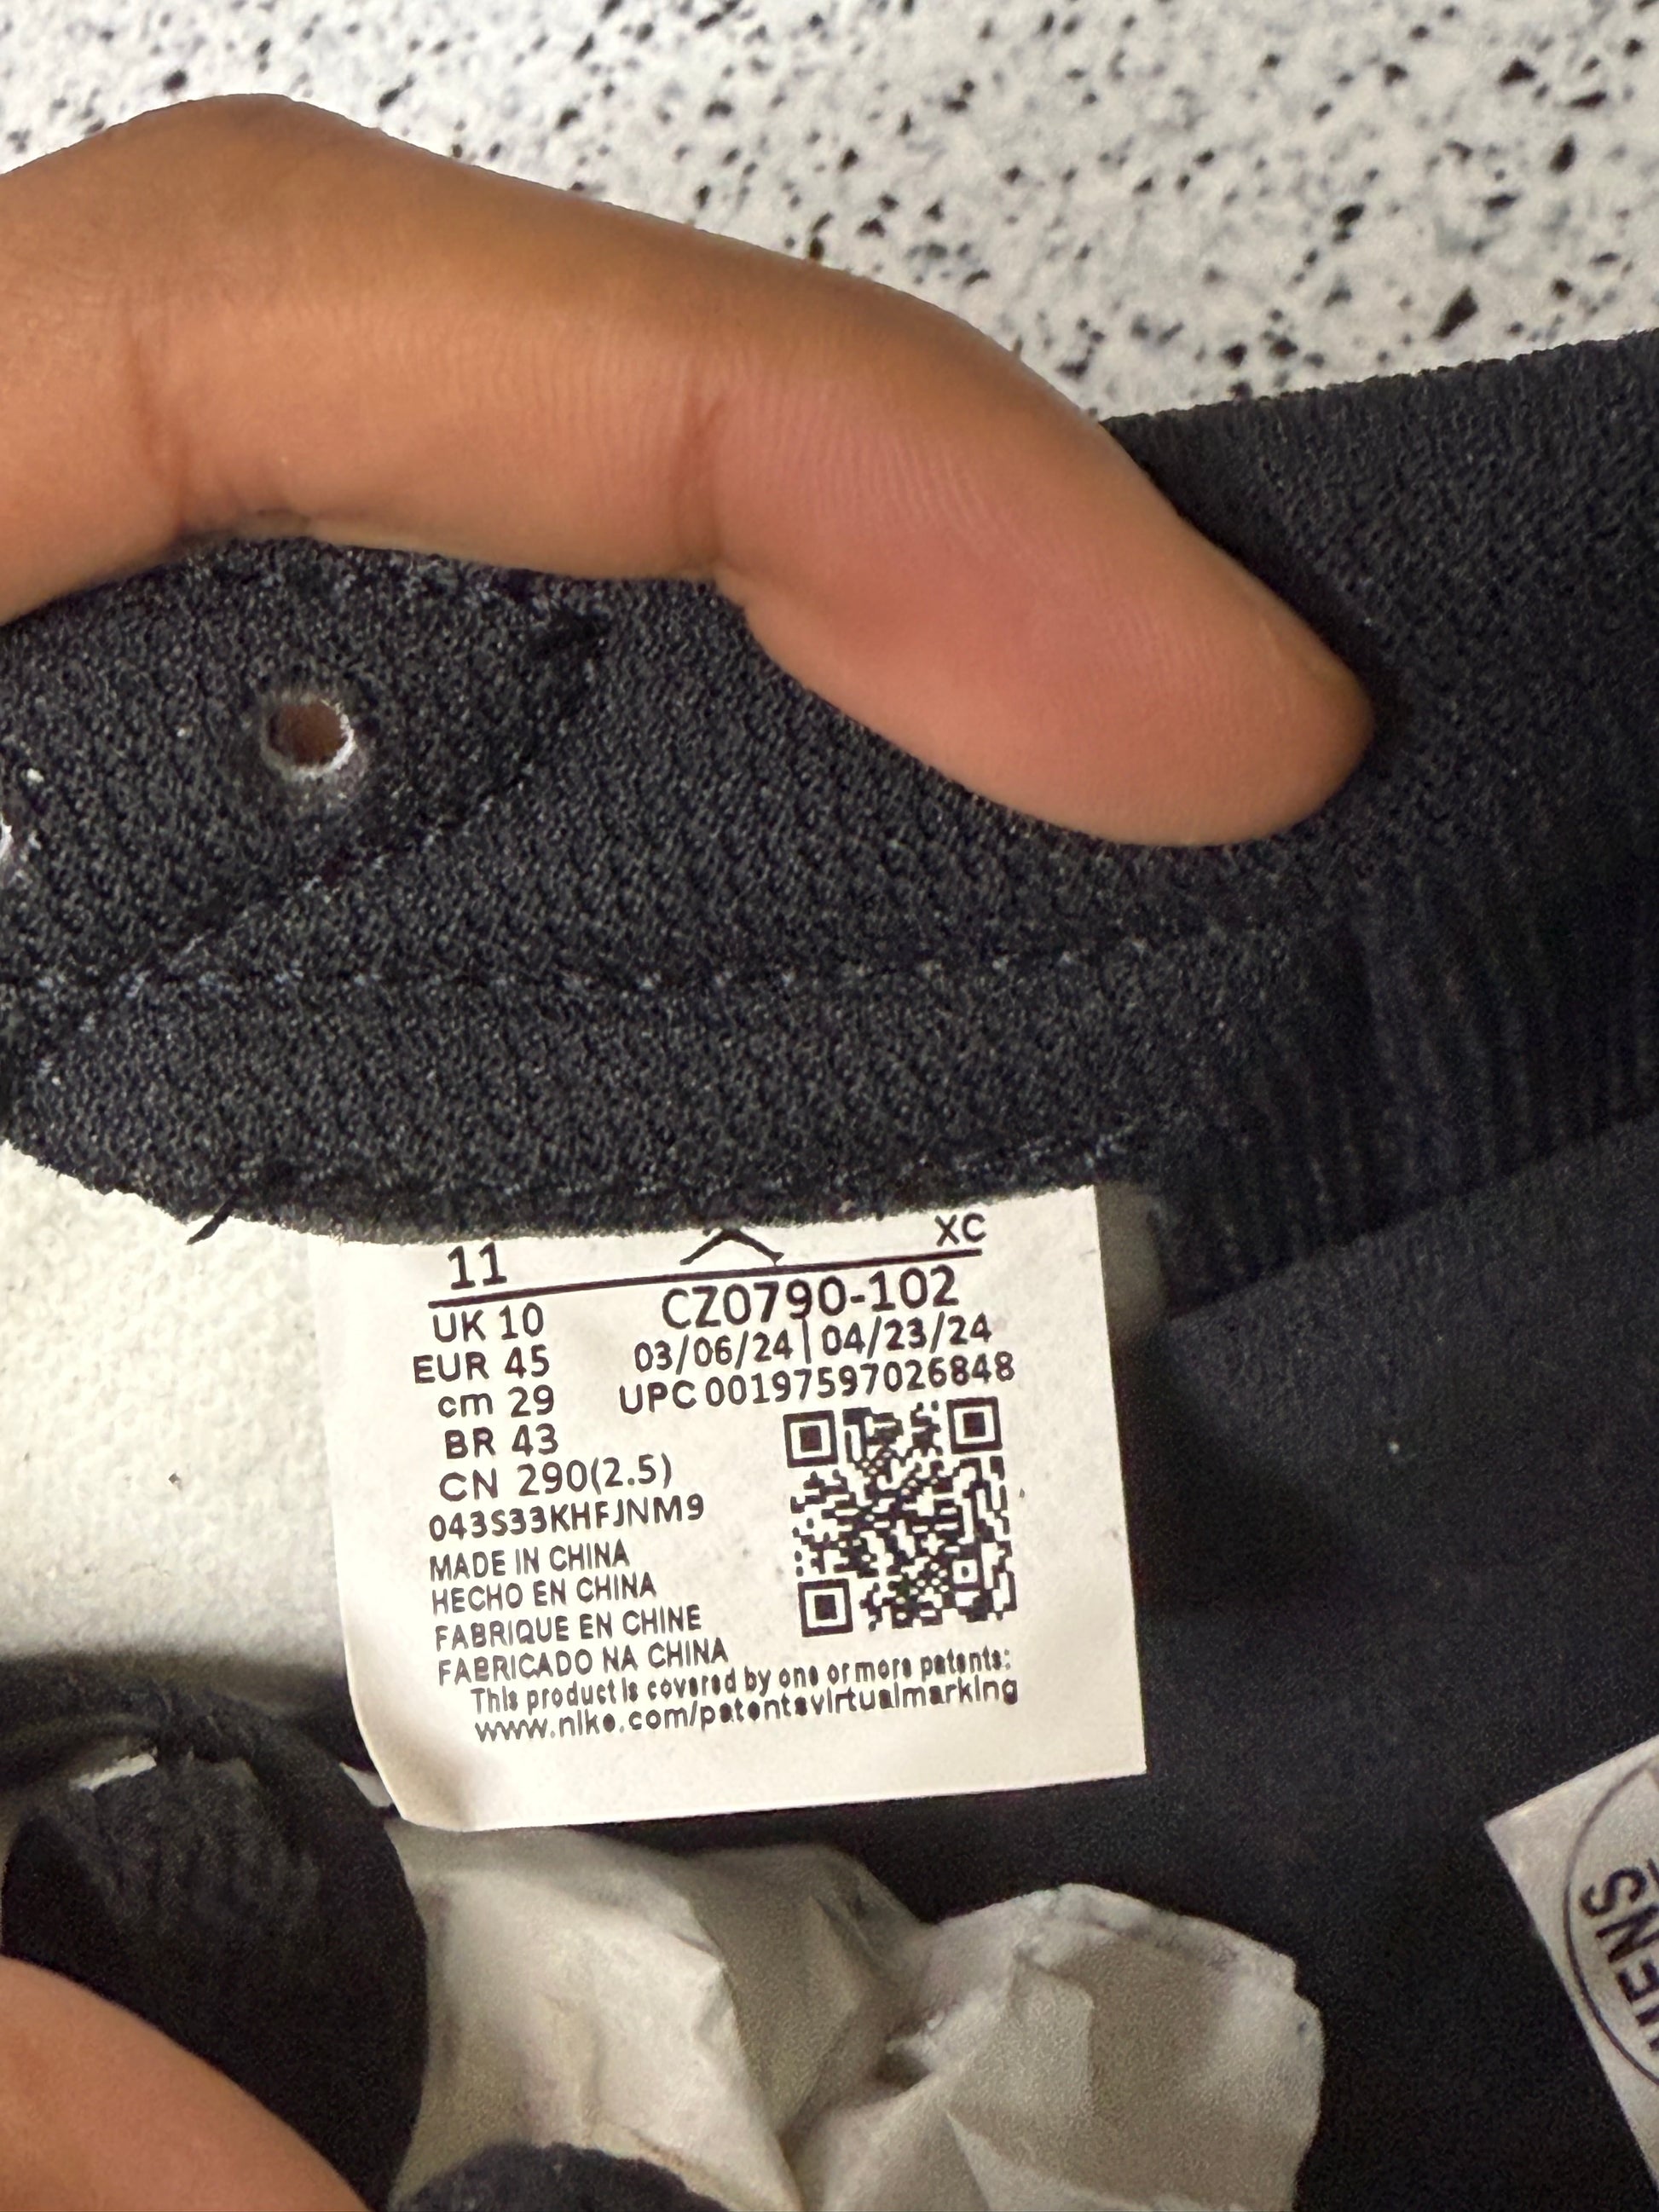 11 XC
CZ0790-102
UK 10
03/06/24 | 04/23/24
EUR 45
UPC 00197597026848
cm 29
BR 43
CN 290(2.5)
043S33KHFJNM9
MADE IN CHINA
HECHO EN CHINA
FABRIQUE EN CHINE
FABRICADO NA CHINA
This product is covered by one or more patents:
www.nike.com/patentsvirtualmarking